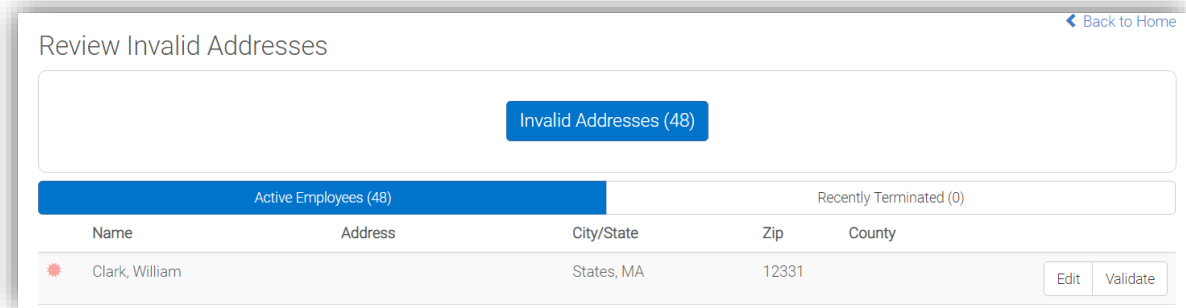 Back to Home
Review Invalid Addresses
Invalid Addresses (48)
Active Employees (48) Recently Terminated (0)
Name Address City/State Zip County
Clark, William States, MA 12331 Edit Validate